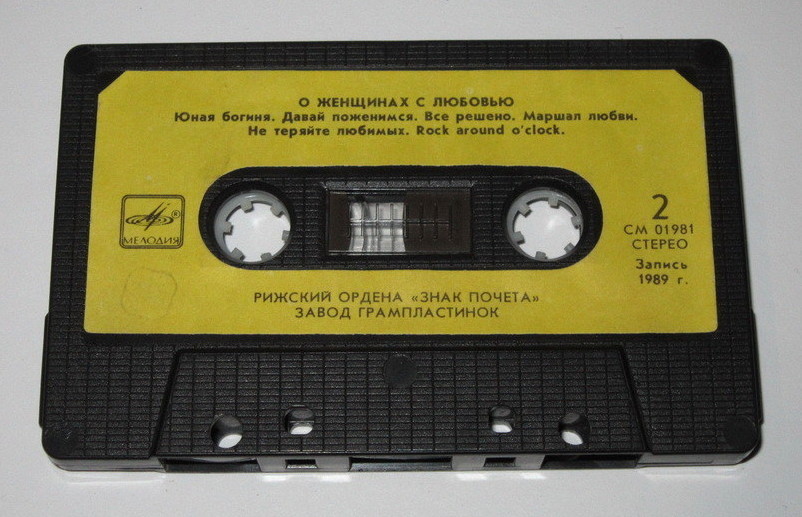 О ЖЕНЩИНАХ С ЛЮБОВЬЮ
Юная богиня. Давай поженимся. Все решено. Маршал любви.
Не теряйте любимых. Rock around o'clock.
® МЕЛОДИЯ
2
СМ 01981
СТЕРЕО
Запись
1989 г.
РИЖСКИЙ ОРДЕНА «ЗНАК ПОЧЕТА»
ЗАВОД ГРАМПЛАСТИНОК